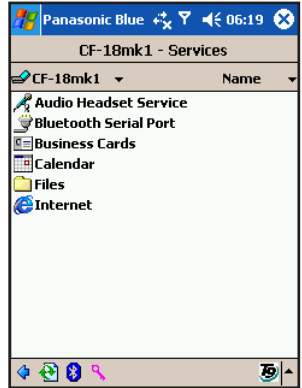 Panasonic Blue 06:19
CF-18mk1 - Services
CF-18mk1 Name
Audio Headset Service
Bluetooth Serial Port
Business Cards
Calendar
Files
Internet
T9